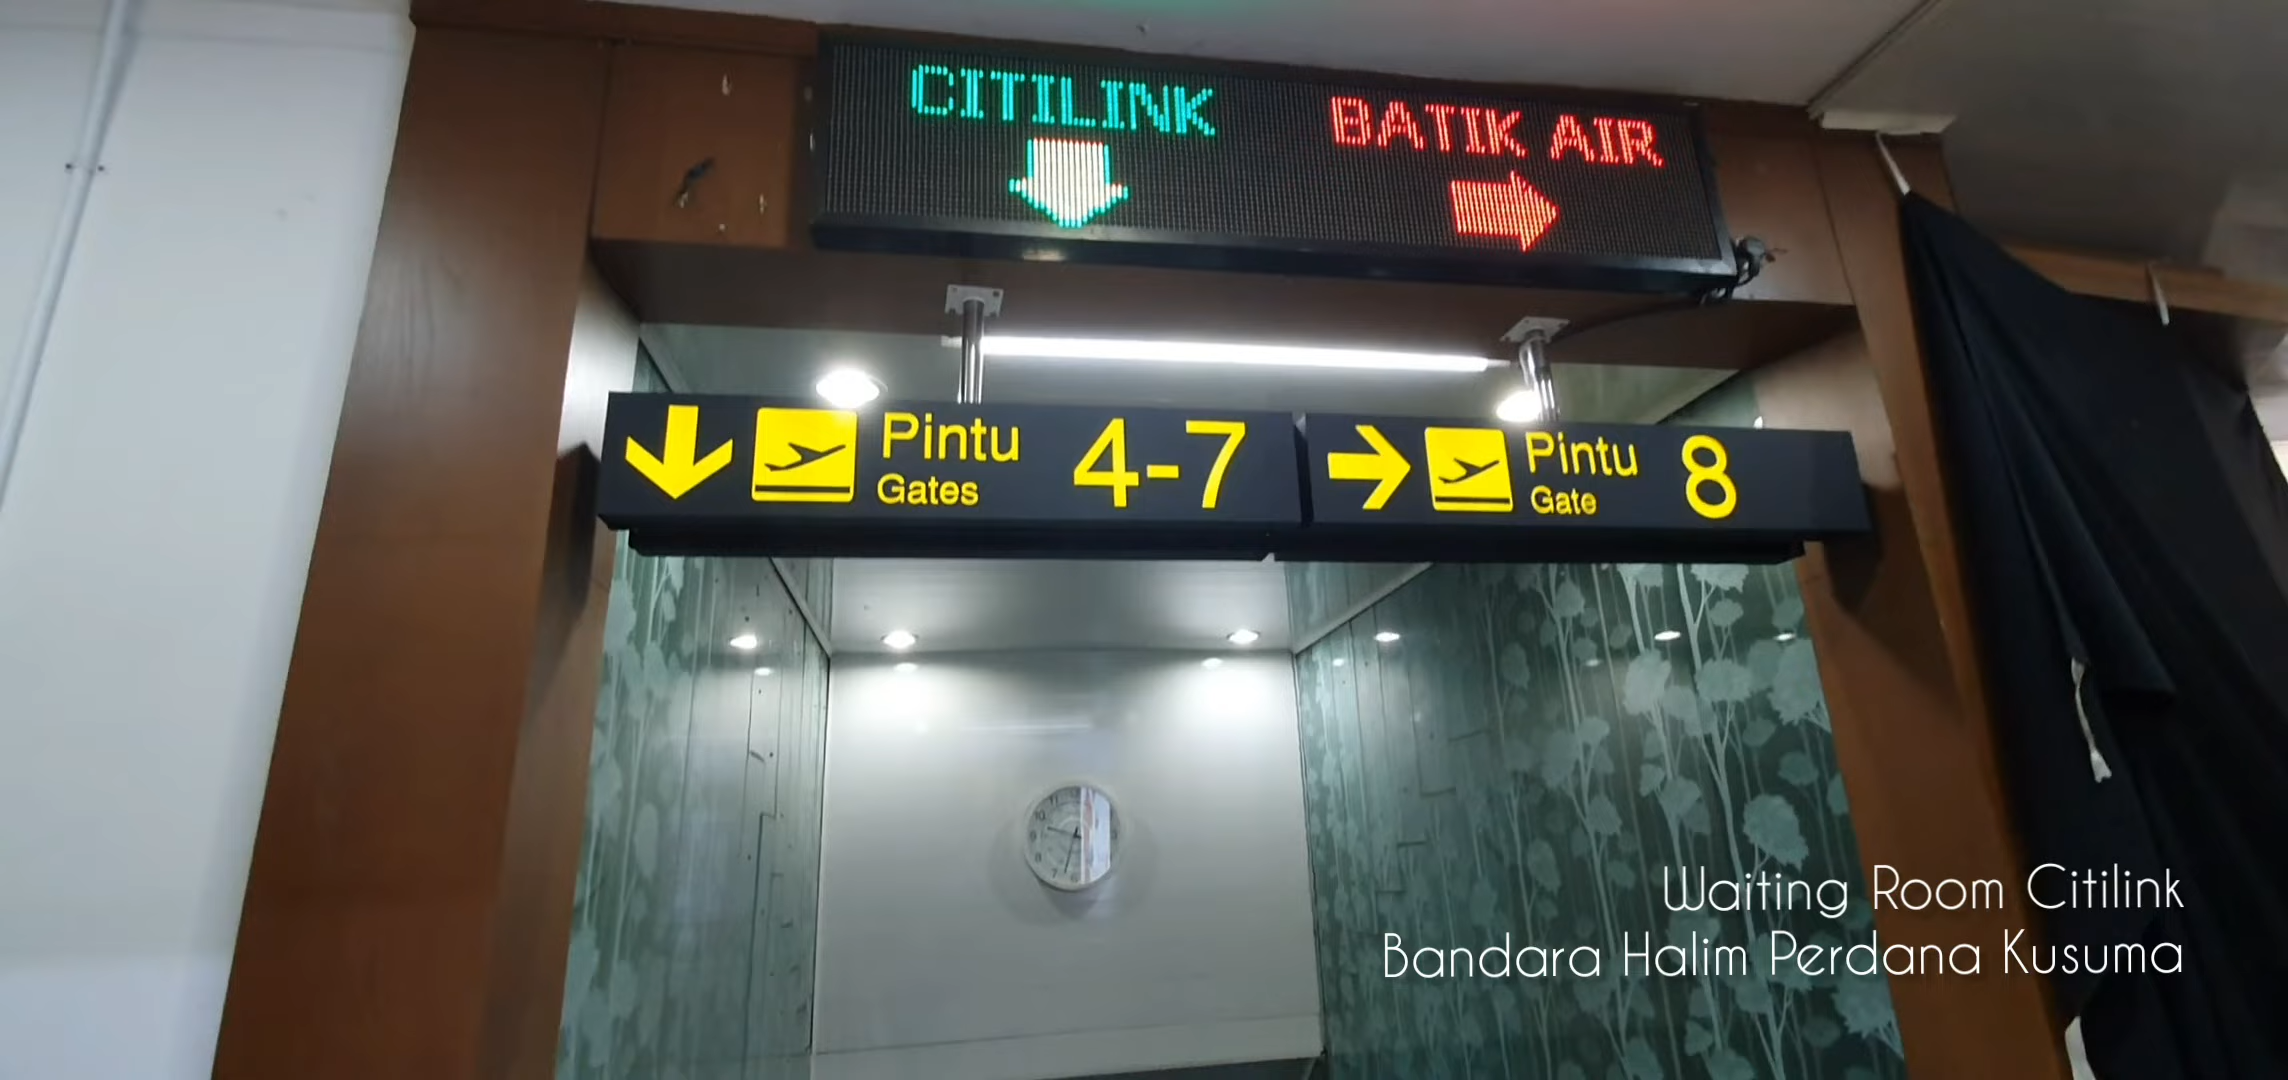 CITILINK
BATIK AIR
Pintu 4-7
Gates
Pintu 8
Gate
Waiting Room Citilink
Bandara Halim Perdana Kusuma